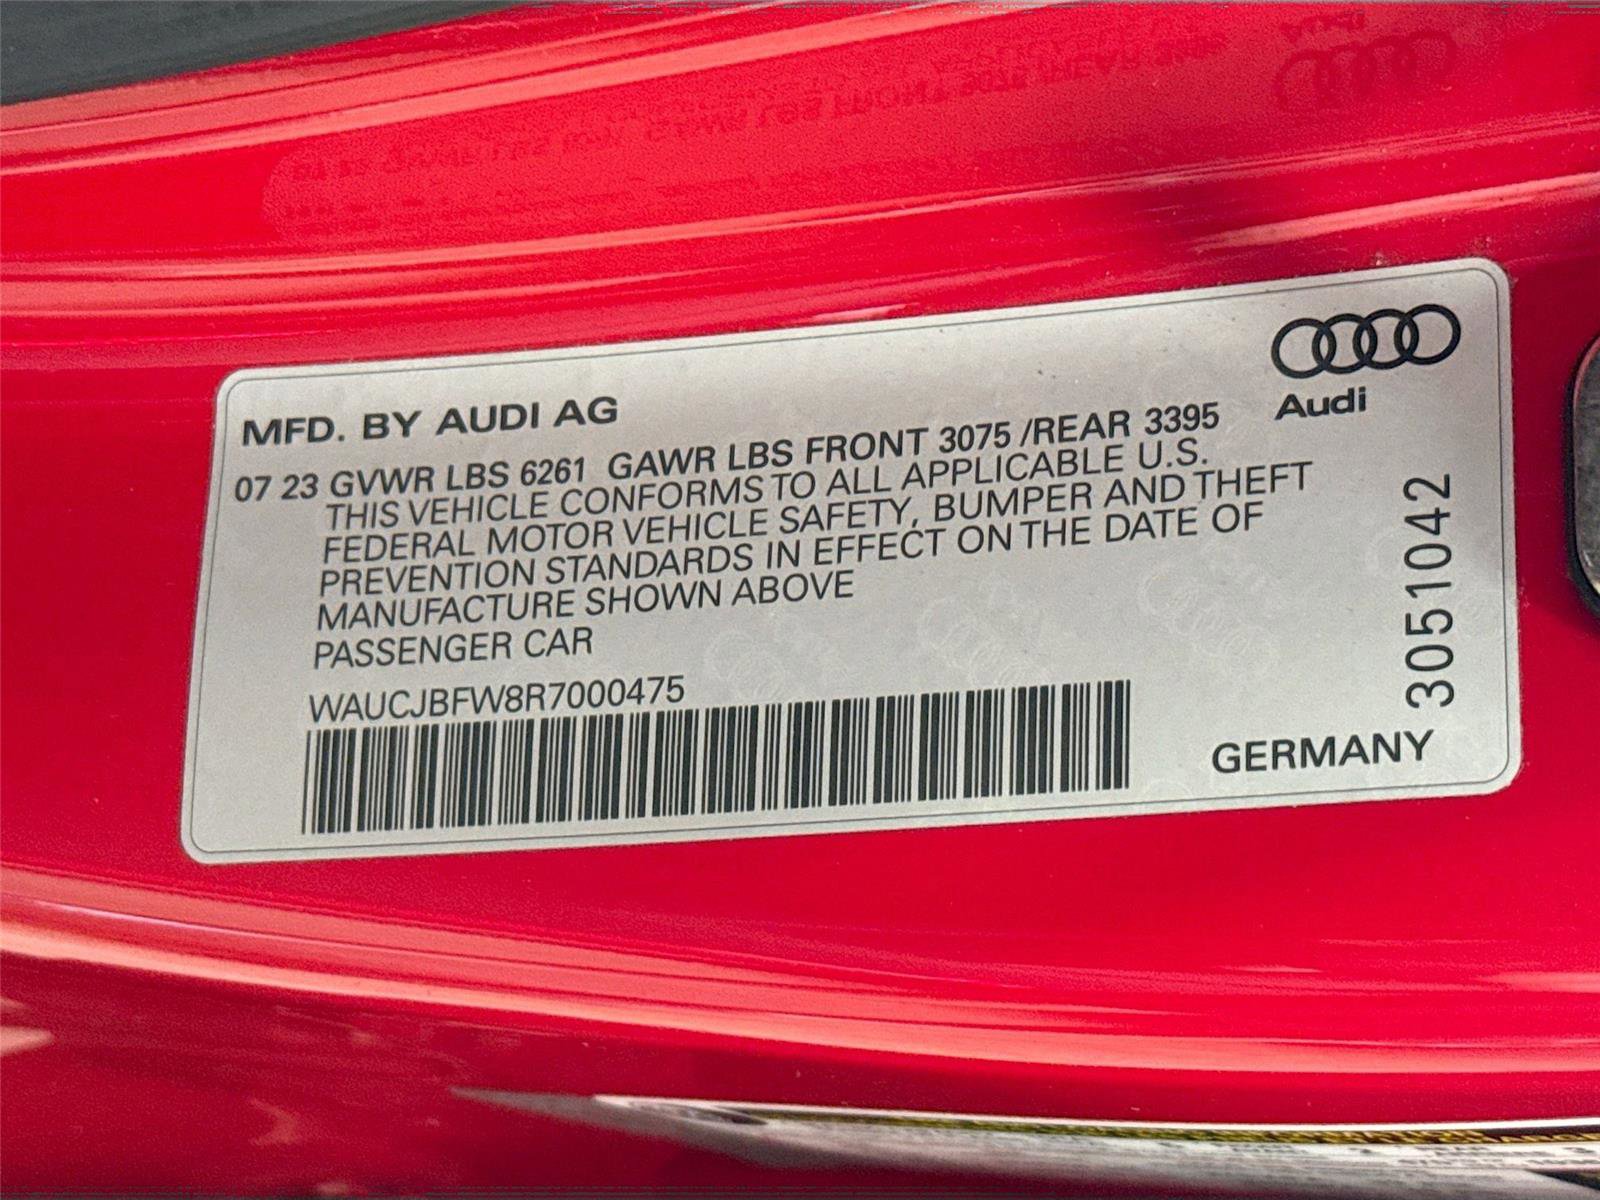 MFD. BY AUDI AG
Audi
07 23 GVWR LBS 6261 GAWR LBS FRONT 3075 /REAR 3395
THIS VEHICLE CONFORMS TO ALL APPLICABLE U.S.
FEDERAL MOTOR VEHICLE SAFETY, BUMPER AND THEFT
PREVENTION STANDARDS IN EFFECT ON THE DATE OF
MANUFACTURE SHOWN ABOVE
PASSENGER CAR
WAUCJBFW8R7000475
GERMANY
3051042